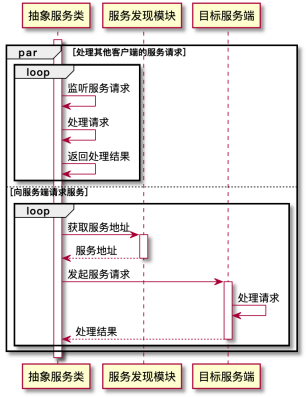 抽象服务类 服务发现模块 目标服务端
par [处理其他客户端的服务请求]
loop
监听服务请求
处理请求
返回处理结果
[向服务端请求服务]
loop
获取服务地址
服务地址
发起服务请求
处理请求
处理结果
抽象服务类 服务发现模块 目标服务端